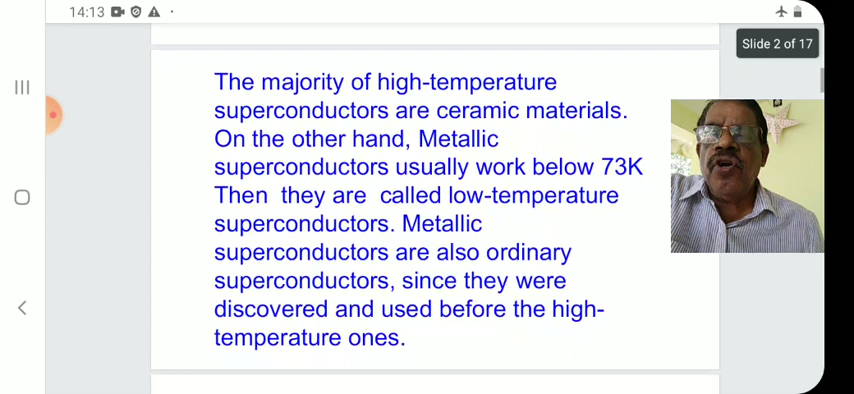 14:13
Slide 2 of 17
The majority of high-temperature
superconductors are ceramic materials.
On the other hand, Metallic
superconductors usually work below 73K
Then they are called low-temperature
superconductors. Metallic
superconductors are also ordinary
superconductors, since they were
discovered and used before the high-
temperature ones.